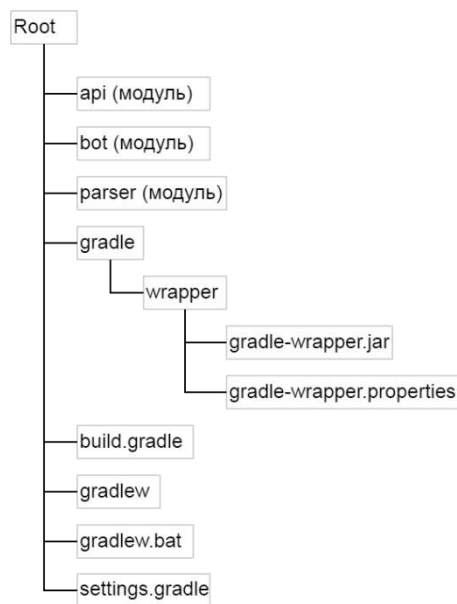 Root
api (модуль)
bot (модуль)
parser (модуль)
gradle
wrapper
gradle-wrapper.jar
gradle-wrapper.properties
build.gradle
gradlew
gradlew.bat
settings.gradle